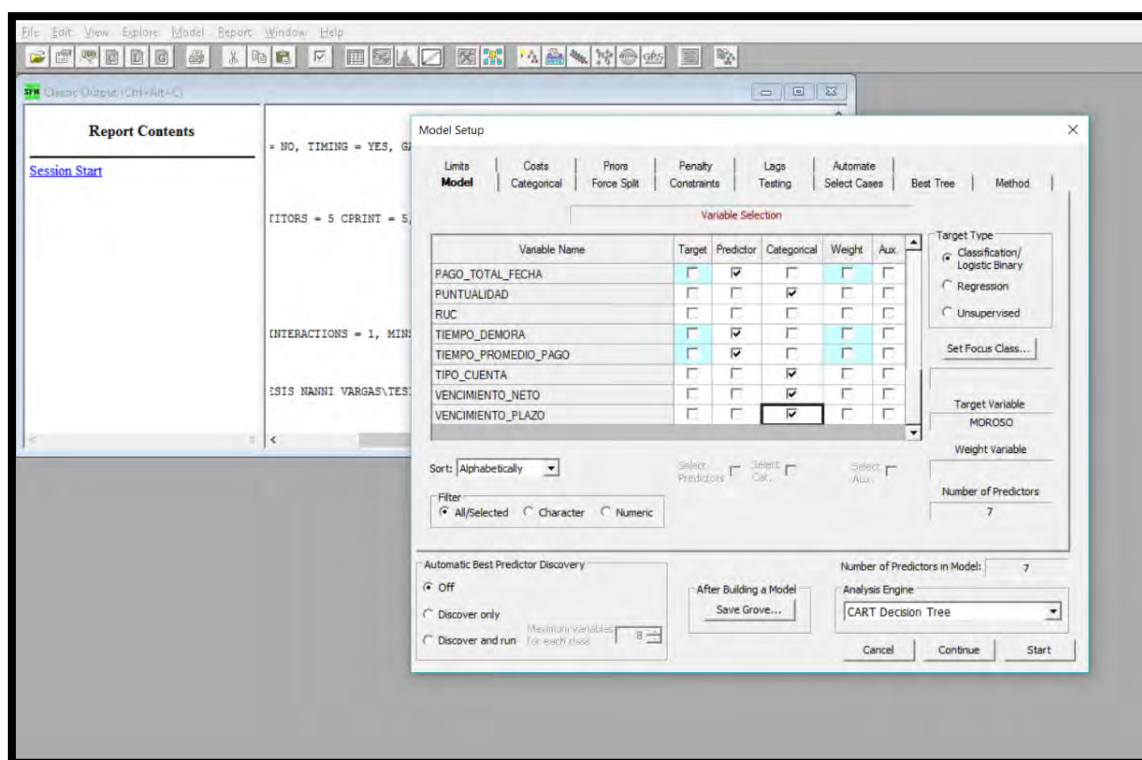 File Edit View Explore Model Report Window Help
Classic Output (Ctrl+Alt+C)
Report Contents
Session Start
= NO, TIMING = YES, GA
ITORS = 5 CPRINT = 5,
INTERACTIONS = 1, MINS
ESIS NANNI VARGAS\TES
Model Setup
Limits Costs Priors Penalty Lags Automate
Model Categorical Force Split Constraints Testing Select Cases Best Tree Method
Variable Selection
Variable Name Target Predictor Categorical Weight Aux.
PAGO_TOTAL_FECHA
PUNTUALIDAD
RUC
TIEMPO_DEMORA
TIEMPO_PROMEDIO_PAGO
TIPO_CUENTA
VENCIMIENTO_NETO
VENCIMIENTO_PLAZO
Sort: Alphabetically
Select Predictors Select Cat. Select Aux.
Filter
All/Selected Character Numeric
Target Type
Classification/
Logistic Binary
Regression
Unsupervised
Set Focus Class...
Target Variable
MOROSO
Weight Variable
Number of Predictors
7
Automatic Best Predictor Discovery
Off
Discover only
Discover and run Maximum variables for each class 8
After Building a Model
Save Grove...
Number of Predictors in Model: 7
Analysis Engine
CART Decision Tree
Cancel Continue Start